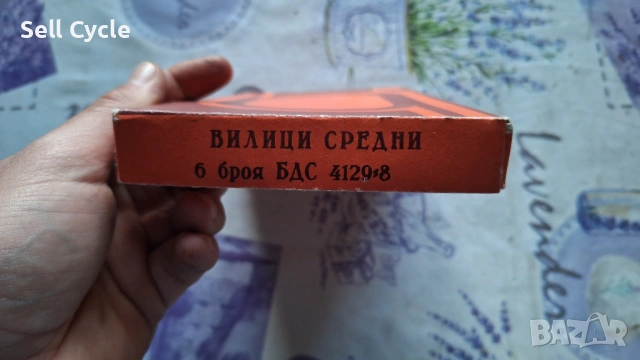 Sell Cycle
ВИЛИЦИ СРЕДНИ
6 броя БДС 4129-8
Lavender
BAZAR